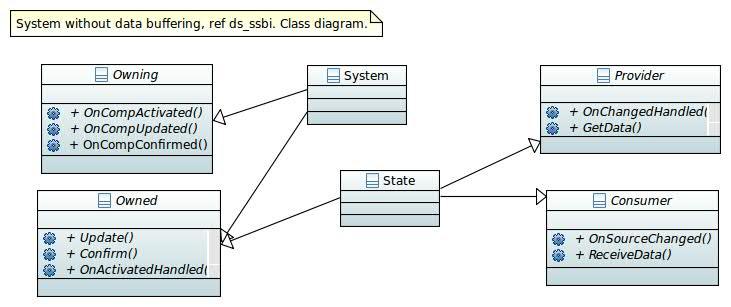 System without data buffering, ref ds_ssbi. Class diagram.
Owning
+ OnCompActivated()
+ OnCompUpdated()
+ OnCompConfirmed()
System
Provider
+ OnChangedHandled(
+ GetData()
Owned
+ Update()
+ Confirm()
+ OnActivatedHandled(
State
Consumer
+ OnSourceChanged()
+ ReceiveData()